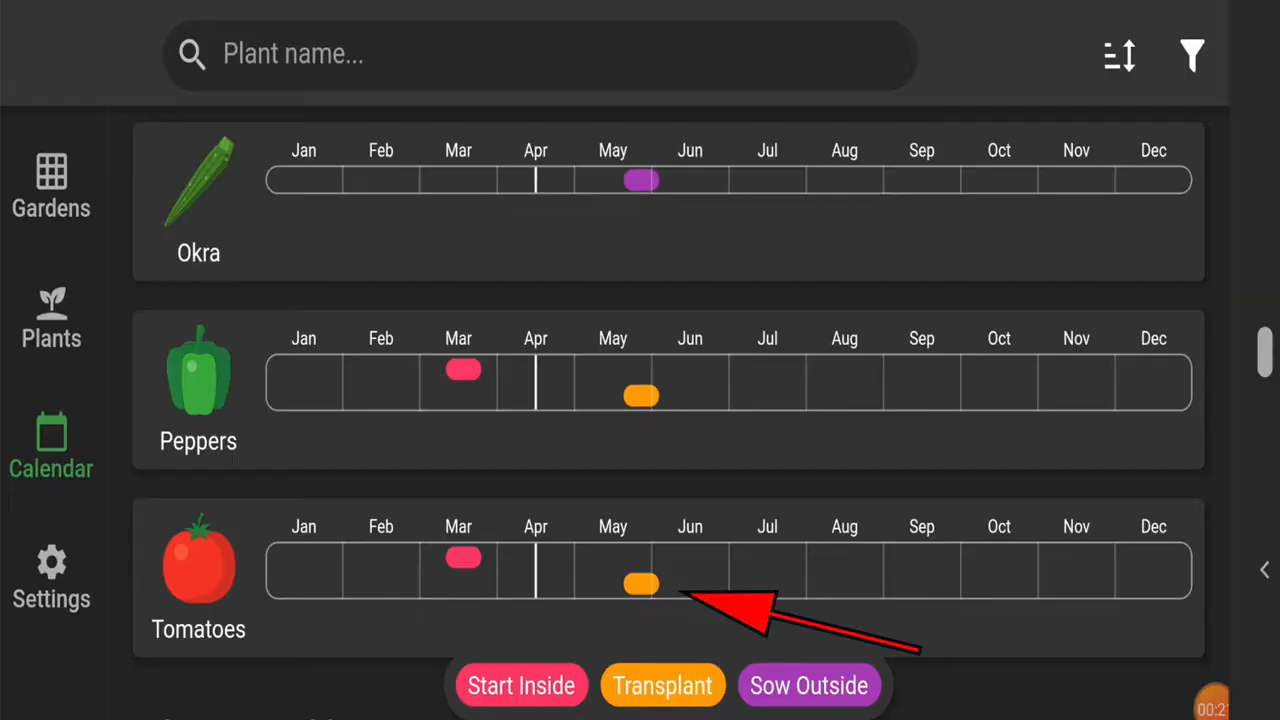 Plant name...
Gardens
Plants
Calendar
Settings
Jan Feb Mar Apr May Jun Jul Aug Sep Oct Nov Dec
Okra
Jan Feb Mar Apr May Jun Jul Aug Sep Oct Nov Dec
Peppers
Jan Feb Mar Apr May Jun Jul Aug Sep Oct Nov Dec
Tomatoes
Start Inside Transplant Sow Outside